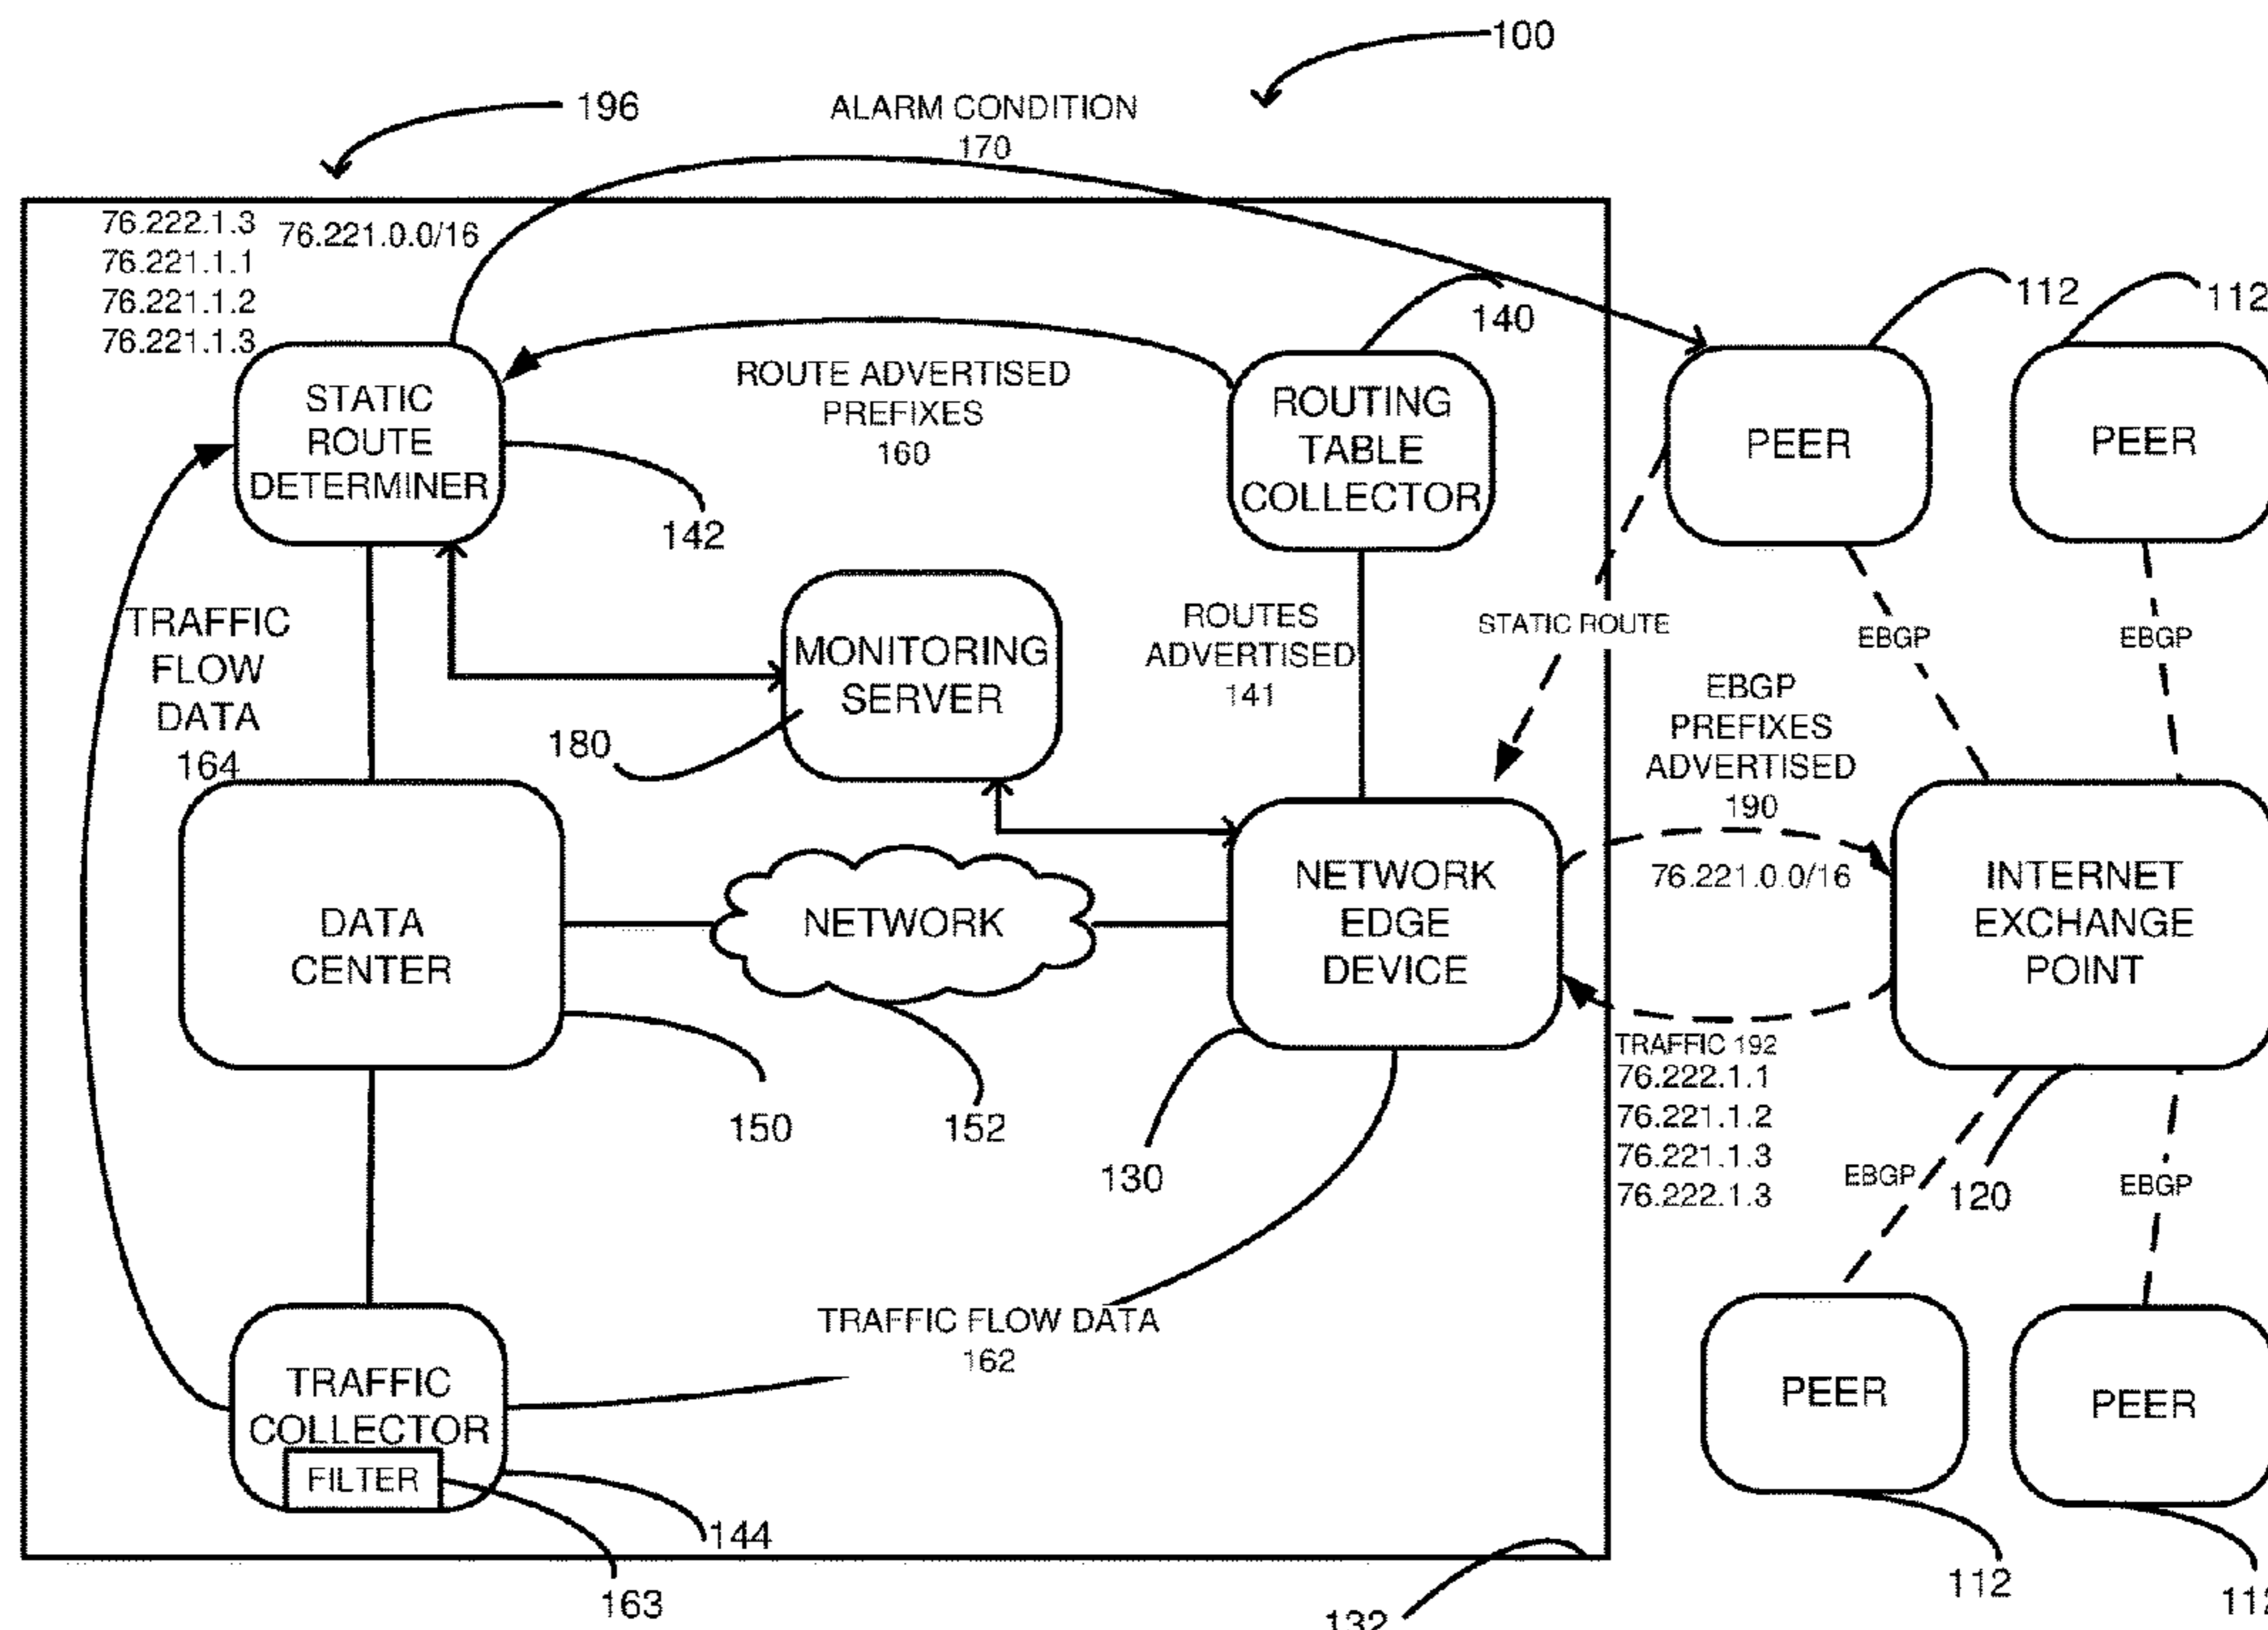 100
196
ALARM CONDITION
170
76.222.1.3
76.221.1.1
76.221.1.2
76.221.1.3
76.221.0.0/16
140
112
112
STATIC
ROUTE
DETERMINER
142
ROUTE ADVERTISED
PREFIXES
160
ROUTING
TABLE
COLLECTOR
PEER
PEER
TRAFFIC
FLOW
DATA
164
MONITORING
SERVER
180
ROUTES
ADVERTISED
141
STATIC ROUTE
EBGP
EBGP
EBGP
PREFIXES
ADVERTISED
190
76.221.0.0/16
DATA
CENTER
150
NETWORK
152
NETWORK
EDGE
DEVICE
130
INTERNET
EXCHANGE
POINT
120
TRAFFIC 192
76.222.1.1
76.221.1.2
76.221.1.3
76.222.1.3
EBGP
EBGP
TRAFFIC FLOW DATA
162
TRAFFIC
COLLECTOR
FILTER
144
163
132
PEER
PEER
112